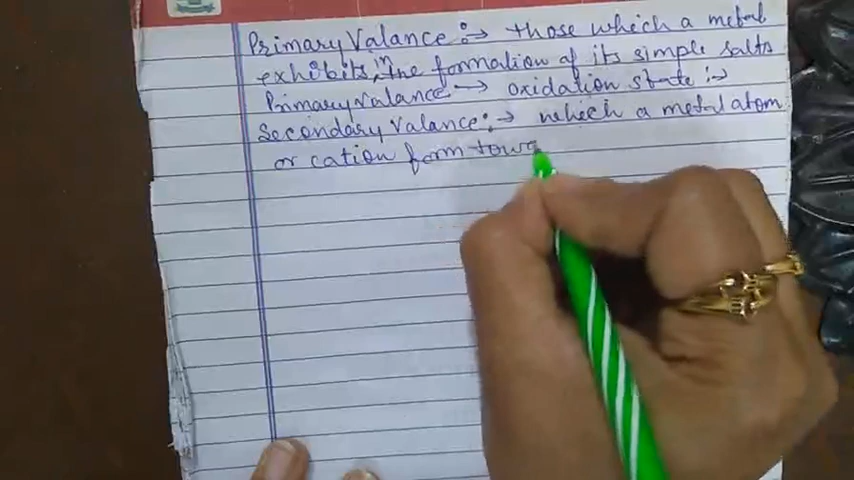 Primary Valance :→ those which a metal
exhibits in the formation of its simple salts
Primary valance → oxidation state :→
Secondary Valance :→ which a metal atom
or cation form towa